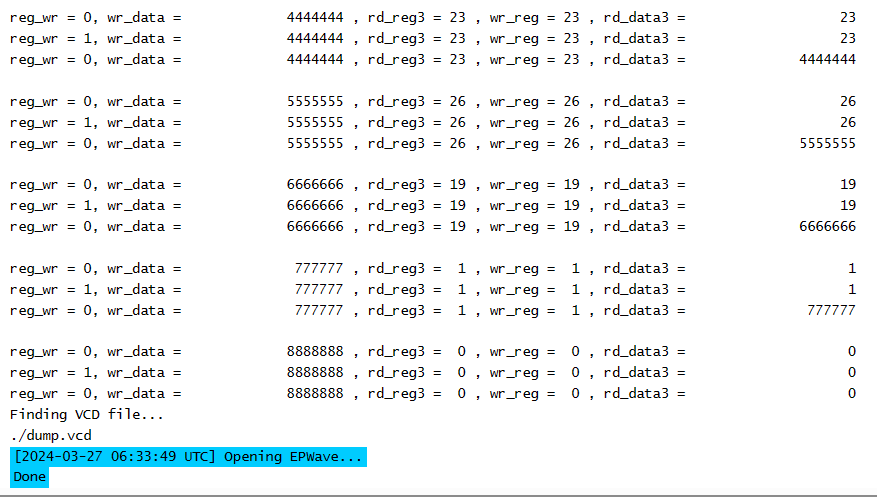 reg_wr = 0, wr_data =             4444444 , rd_reg3 = 23 , wr_reg = 23 , rd_data3 =                   23
reg_wr = 1, wr_data =             4444444 , rd_reg3 = 23 , wr_reg = 23 , rd_data3 =                   23
reg_wr = 0, wr_data =             4444444 , rd_reg3 = 23 , wr_reg = 23 , rd_data3 =              4444444

reg_wr = 0, wr_data =             5555555 , rd_reg3 = 26 , wr_reg = 26 , rd_data3 =                   26
reg_wr = 1, wr_data =             5555555 , rd_reg3 = 26 , wr_reg = 26 , rd_data3 =                   26
reg_wr = 0, wr_data =             5555555 , rd_reg3 = 26 , wr_reg = 26 , rd_data3 =              5555555

reg_wr = 0, wr_data =             6666666 , rd_reg3 = 19 , wr_reg = 19 , rd_data3 =                   19
reg_wr = 1, wr_data =             6666666 , rd_reg3 = 19 , wr_reg = 19 , rd_data3 =                   19
reg_wr = 0, wr_data =             6666666 , rd_reg3 = 19 , wr_reg = 19 , rd_data3 =              6666666

reg_wr = 0, wr_data =              777777 , rd_reg3 =  1 , wr_reg =  1 , rd_data3 =                    1
reg_wr = 1, wr_data =              777777 , rd_reg3 =  1 , wr_reg =  1 , rd_data3 =                    1
reg_wr = 0, wr_data =              777777 , rd_reg3 =  1 , wr_reg =  1 , rd_data3 =               777777

reg_wr = 0, wr_data =             8888888 , rd_reg3 =  0 , wr_reg =  0 , rd_data3 =                    0
reg_wr = 1, wr_data =             8888888 , rd_reg3 =  0 , wr_reg =  0 , rd_data3 =                    0
reg_wr = 0, wr_data =             8888888 , rd_reg3 =  0 , wr_reg =  0 , rd_data3 =                    0
Finding VCD file...
./dump.vcd
[2024-03-27 06:33:49 UTC] Opening EPWave...
Done